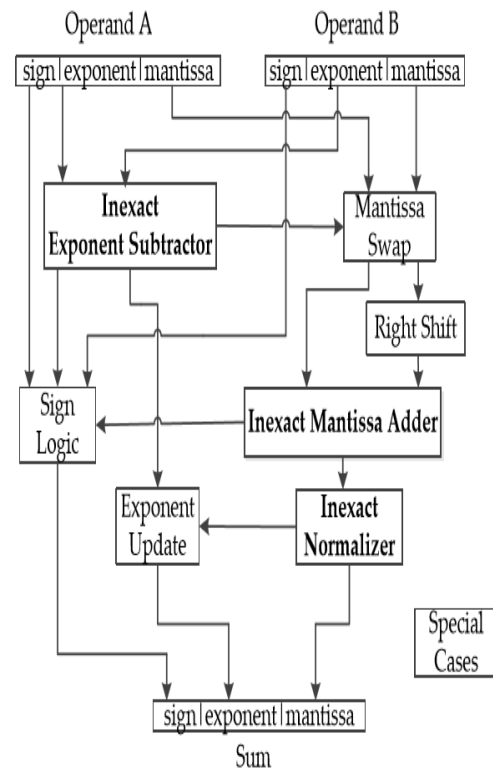 Operand A
Operand B
sign exponent mantissa
sign exponent mantissa
Inexact
Exponent Subtractor
Mantissa
Swap
Right Shift
Sign
Logic
Inexact Mantissa Adder
Exponent
Update
Inexact
Normalizer
Special
Cases
sign exponent mantissa
Sum